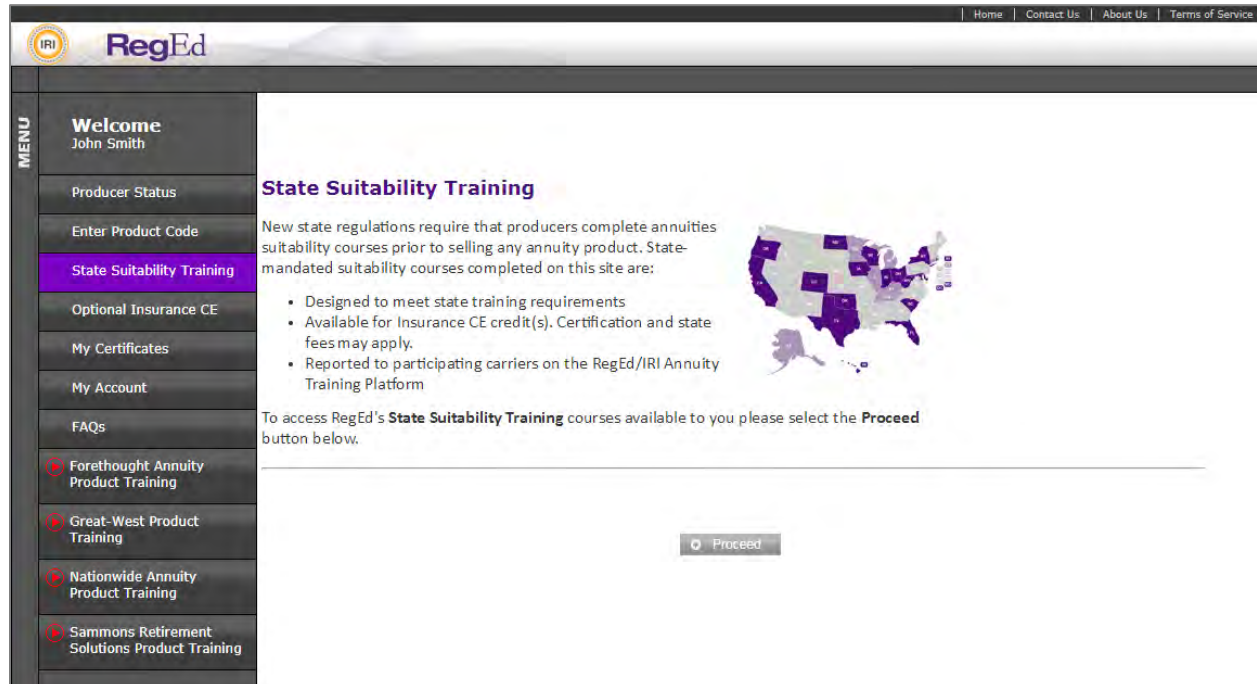 | Home | Contact Us | About Us | Terms of Service
IRI RegEd
MENU
Welcome
John Smith
Producer Status
Enter Product Code
State Suitability Training
Optional Insurance CE
My Certificates
My Account
FAQs
Forethought Annuity
Product Training
Great-West Product
Training
Nationwide Annuity
Product Training
Sammons Retirement
Solutions Product Training
State Suitability Training
New state regulations require that producers complete annuities
suitability courses prior to selling any annuity product. State-
mandated suitability courses completed on this site are:
• Designed to meet state training requirements
• Available for Insurance CE credit(s). Certification and state
fees may apply.
• Reported to participating carriers on the RegEd/IRI Annuity
Training Platform
To access RegEd's State Suitability Training courses available to you please select the Proceed
button below.
Proceed